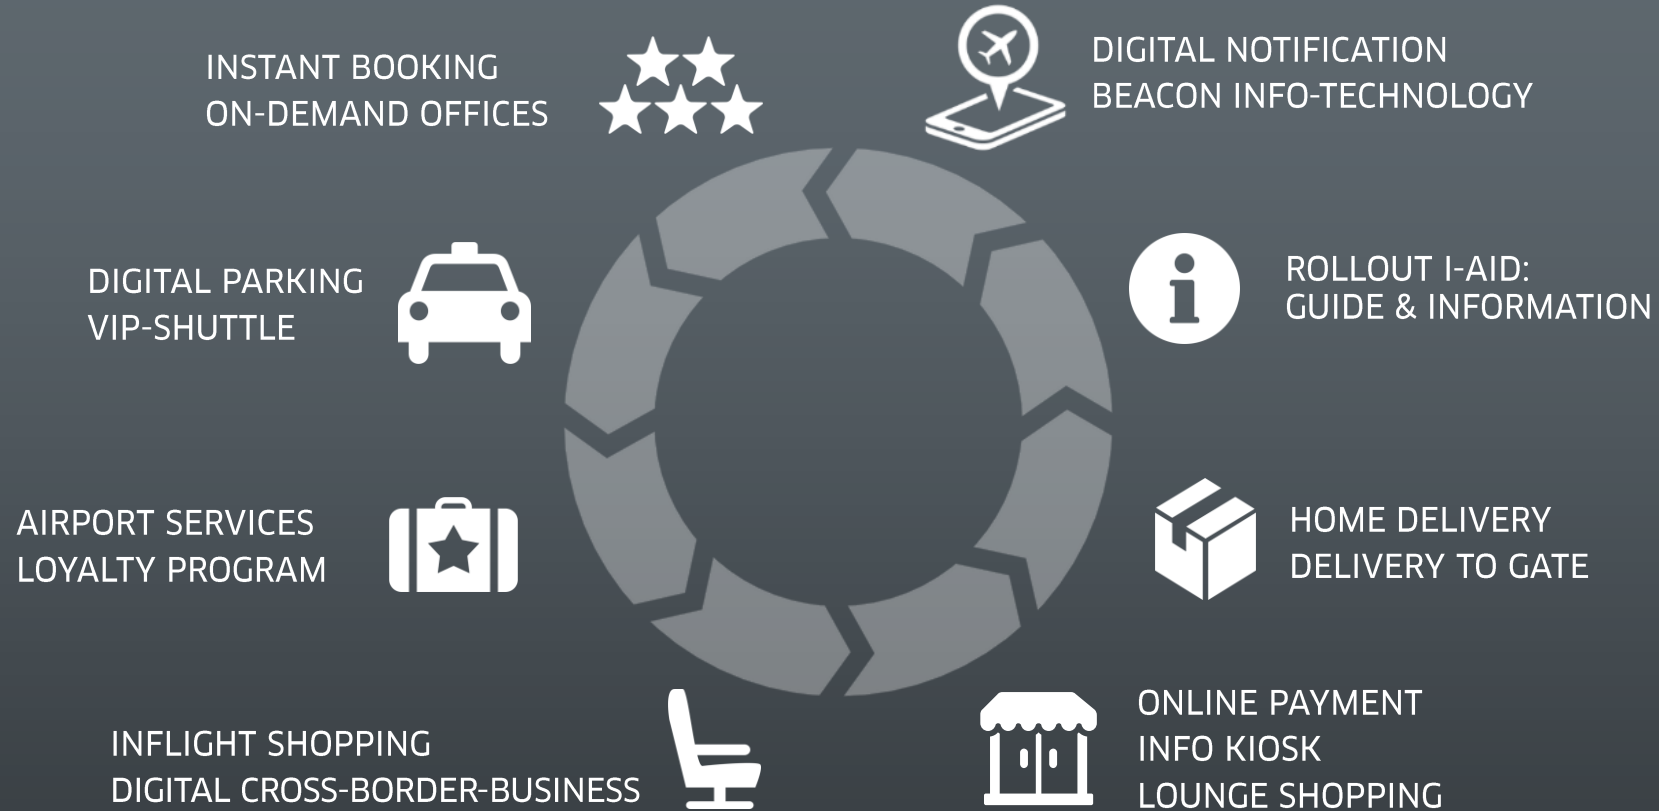 INSTANT BOOKING
ON-DEMAND OFFICES
DIGITAL NOTIFICATION
BEACON INFO-TECHNOLOGY
DIGITAL PARKING
VIP-SHUTTLE
ROLLOUT I-AID:
GUIDE & INFORMATION
AIRPORT SERVICES
LOYALTY PROGRAM
HOME DELIVERY
DELIVERY TO GATE
INFLIGHT SHOPPING
DIGITAL CROSS-BORDER-BUSINESS
ONLINE PAYMENT
INFO KIOSK
LOUNGE SHOPPING